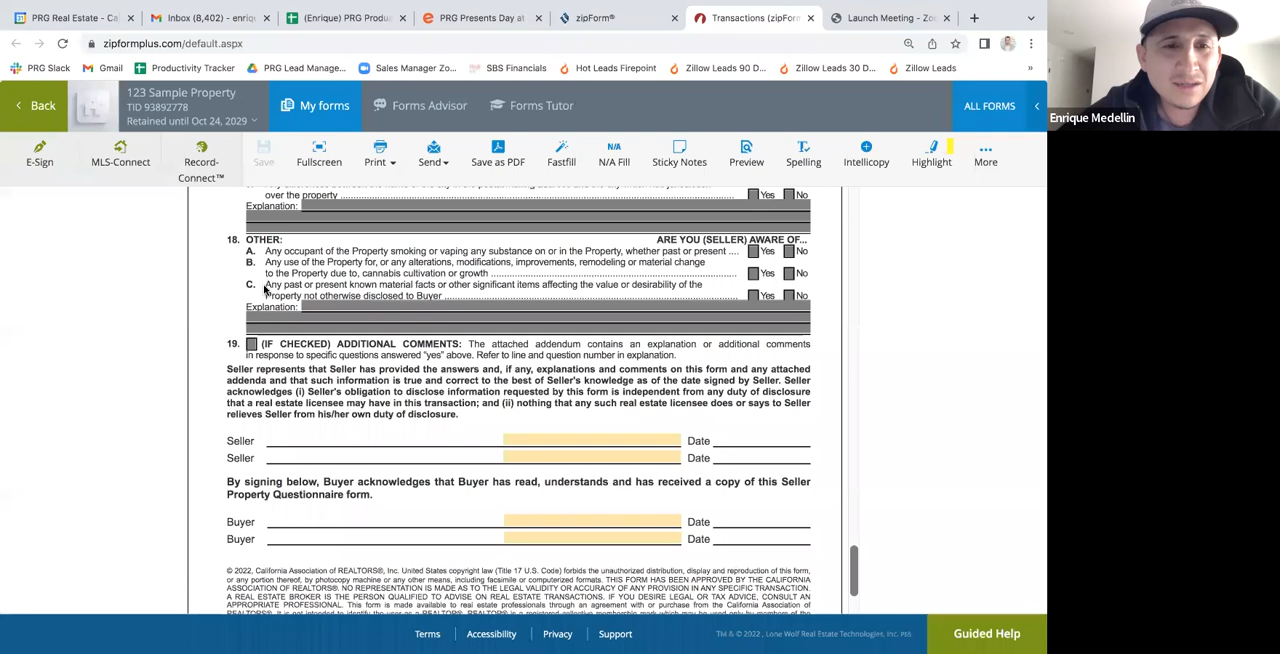 PRG Real Estate - Ca
Inbox (8,402) - enriq
(Enrique) PRG Produ
PRG Presents Day at
zipForm®
Transactions (zipForm
Launch Meeting - Zo
zipformplus.com/default.aspx
PRG Slack
Gmail
Productivity Tracker
PRG Lead Manage...
Sales Manager Zo...
SBS Financials
Hot Leads Firepoint
Zillow Leads 90 D...
Zillow Leads 30 D...
Zillow Leads
»
Back
123 Sample Property
TID 93892778
Retained until Oct 24, 2029
My forms
Forms Advisor
Forms Tutor
ALL FORMS
Enrique Medellin
E-Sign
MLS-Connect
Record-
Connect™
Save
Fullscreen
Print
Send
Save as PDF
Fastfill
N/A
N/A Fill
Sticky Notes
Preview
Spelling
Intellicopy
Highlight
More
over the property Yes No
Explanation:
18. OTHER: ARE YOU (SELLER) AWARE OF...
A. Any occupant of the Property smoking or vaping any substance on or in the Property, whether past or present .... Yes No
B. Any use of the Property for, or any alterations, modifications, improvements, remodeling or material change
to the Property due to, cannabis cultivation or growth Yes No
C. Any past or present known material facts or other significant items affecting the value or desirability of the
Property not otherwise disclosed to Buyer Yes No
Explanation:
19. (IF CHECKED) ADDITIONAL COMMENTS: The attached addendum contains an explanation or additional comments
in response to specific questions answered "yes" above. Refer to line and question number in explanation.
Seller represents that Seller has provided the answers and, if any, explanations and comments on this form and any attached
addenda and that such information is true and correct to the best of Seller's knowledge as of the date signed by Seller. Seller
acknowledges (i) Seller's obligation to disclose information requested by this form is independent from any duty of disclosure
that a real estate licensee may have in this transaction; and (ii) nothing that any such real estate licensee does or says to Seller
relieves Seller from his/her own duty of disclosure.
Seller Date
Seller Date
By signing below, Buyer acknowledges that Buyer has read, understands and has received a copy of this Seller
Property Questionnaire form.
Buyer Date
Buyer Date
© 2022, California Association of REALTORS®, Inc. United States copyright law (Title 17 U.S. Code) forbids the unauthorized distribution, display and reproduction of this form,
or any portion thereof, by photocopy machine or any other means, including facsimile or computerized formats. THIS FORM HAS BEEN APPROVED BY THE CALIFORNIA
ASSOCIATION OF REALTORS®. NO REPRESENTATION IS MADE AS TO THE LEGAL VALIDITY OR ACCURACY OF ANY PROVISION IN ANY SPECIFIC TRANSACTION.
A REAL ESTATE BROKER IS THE PERSON QUALIFIED TO ADVISE ON REAL ESTATE TRANSACTIONS. IF YOU DESIRE LEGAL OR TAX ADVICE, CONSULT AN
APPROPRIATE PROFESSIONAL. This form is made available to real estate professionals through an agreement with or purchase from the California Association of
Terms
Accessibility
Privacy
Support
TM & © 2022, Lone Wolf Real Estate Technologies, Inc.
Guided Help